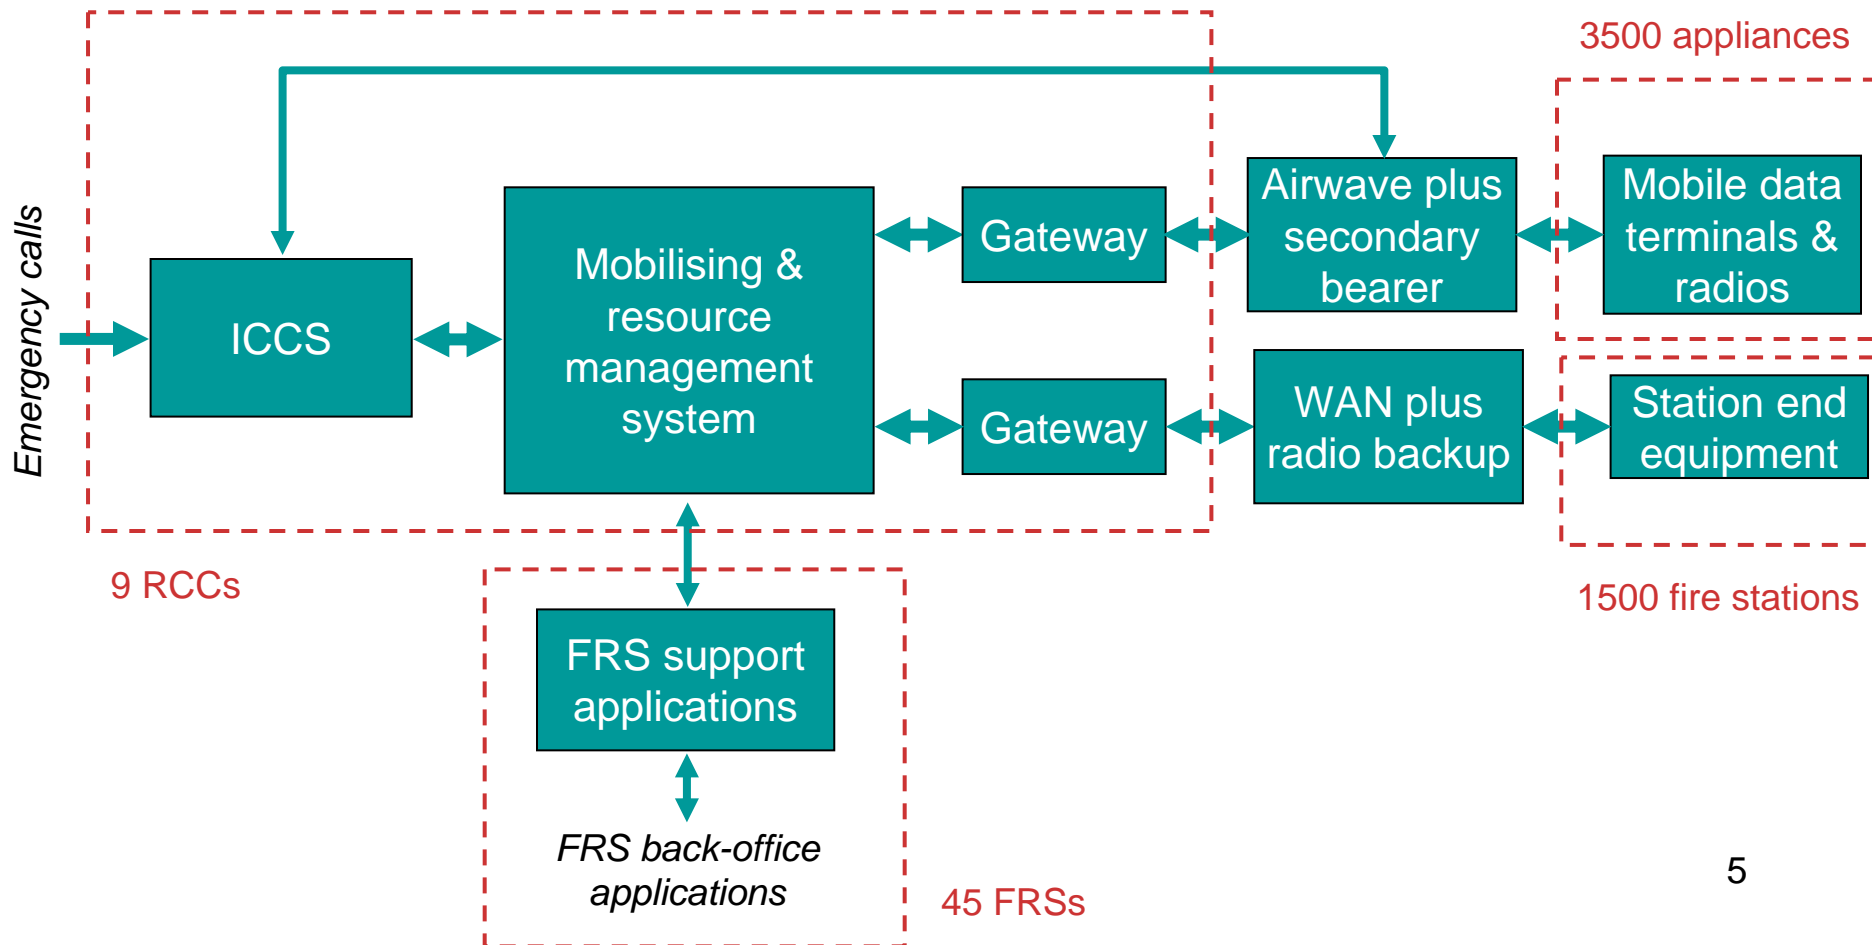 3500 appliances
Emergency calls
ICCS
Mobilising &
resource
management
system
Gateway
Gateway
Airwave plus
secondary
bearer
Mobile data
terminals &
radios
WAN plus
radio backup
Station end
equipment
9 RCCs
1500 fire stations
FRS support
applications
FRS back-office
applications
45 FRSs
5